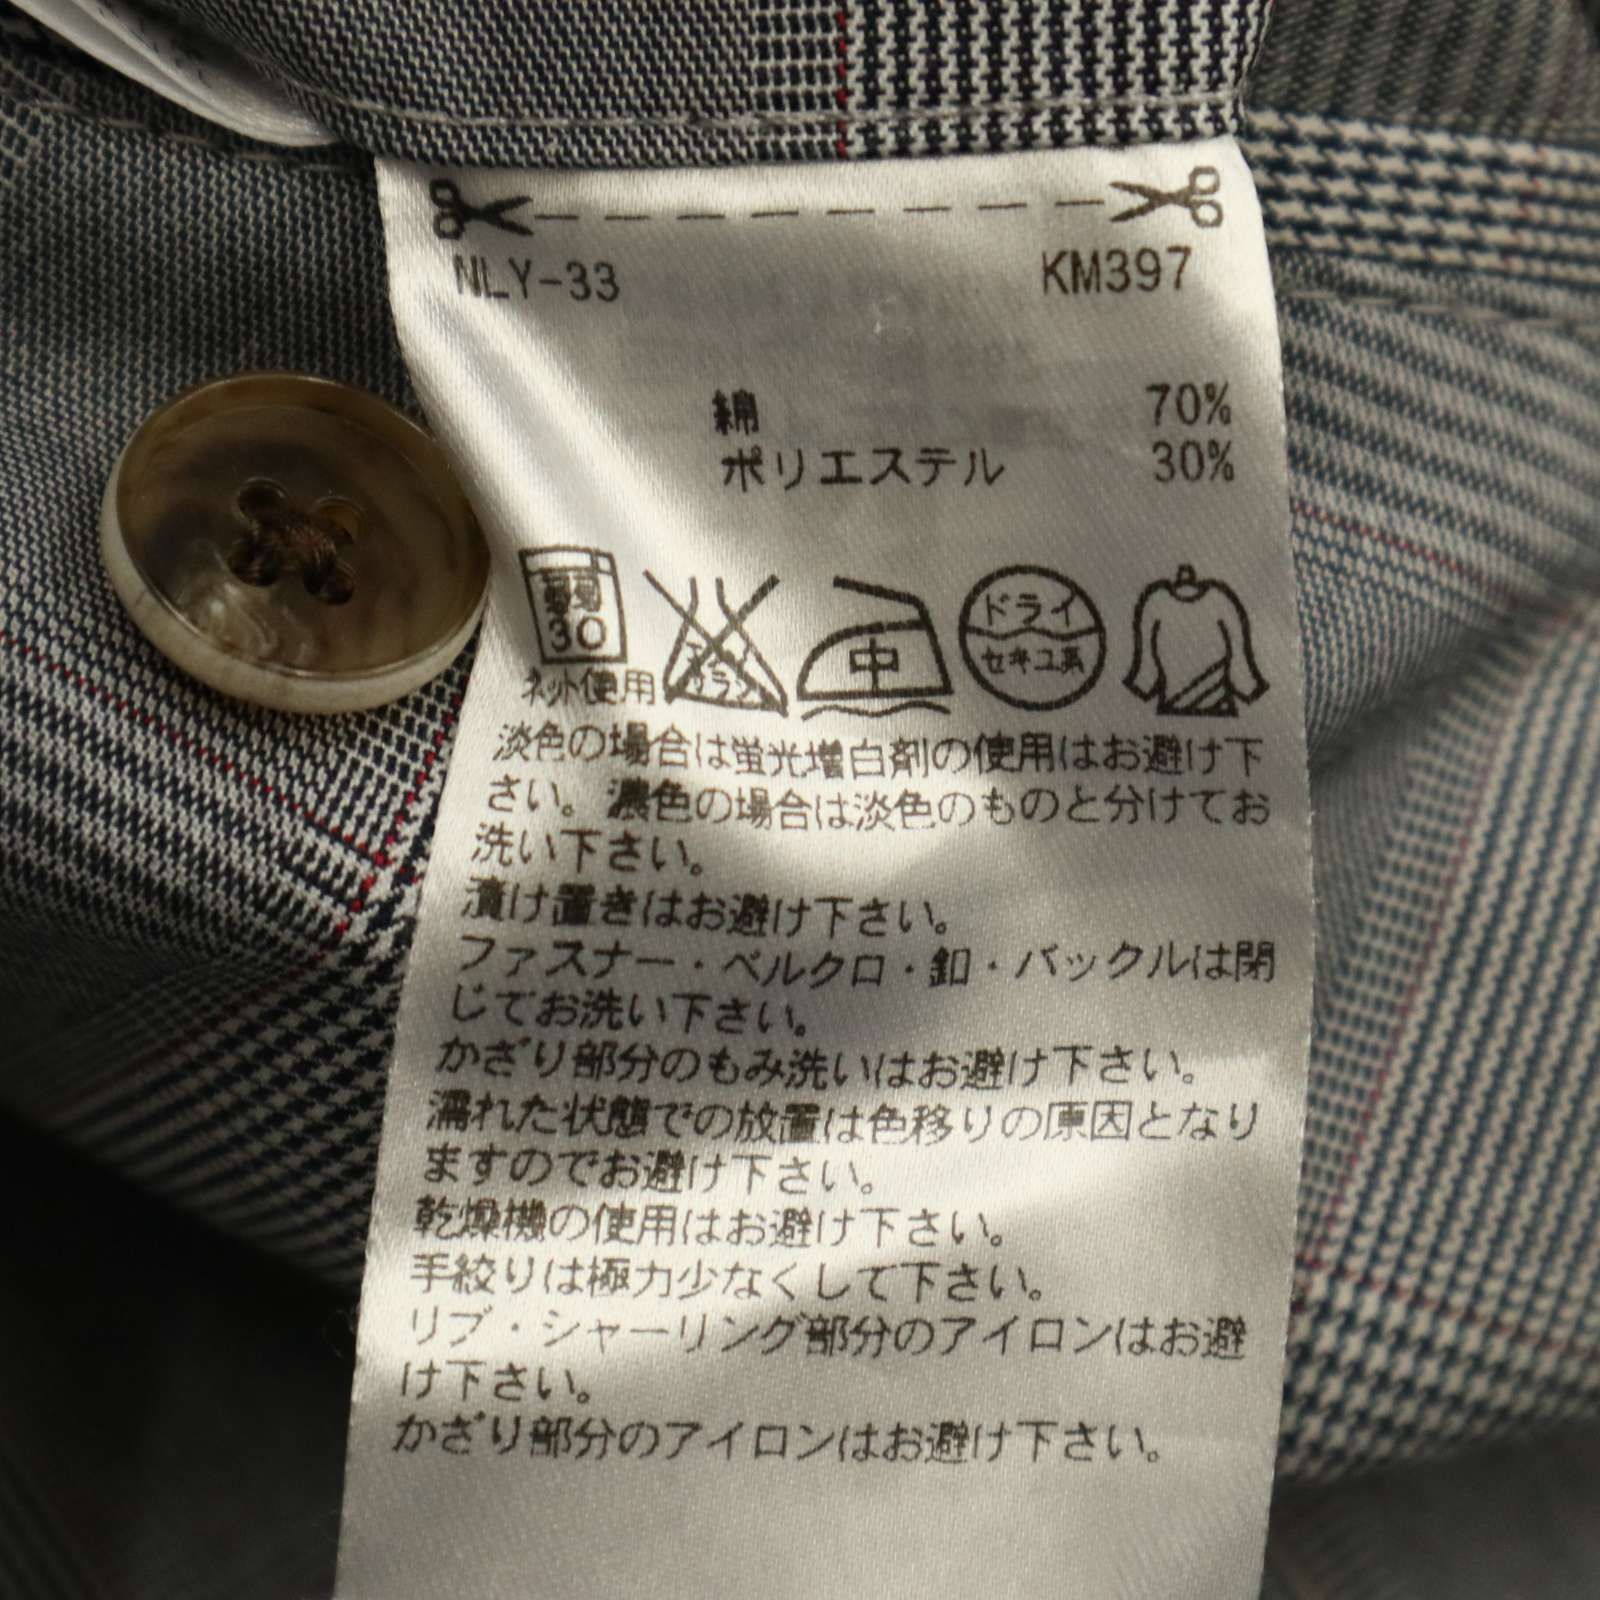 NLY-33 KM397
綿 70%
ポリエステル 30%
弱
30
ネット使用
エンソ
サラシ
中
ドライ
セキユ系
淡色の場合は蛍光増白剤の使用はお避け下
さい。濃色の場合は淡色のものと分けてお
洗い下さい。
漬け置きはお避け下さい。
ファスナー・ベルクロ・釦・バックルは閉
じてお洗い下さい。
かざり部分のもみ洗いはお避け下さい。
濡れた状態での放置は色移りの原因となり
ますのでお避け下さい。
乾燥機の使用はお避け下さい。
手絞りは極力少なくして下さい。
リブ・シャーリング部分のアイロンはお避
け下さい。
かざり部分のアイロンはお避け下さい。